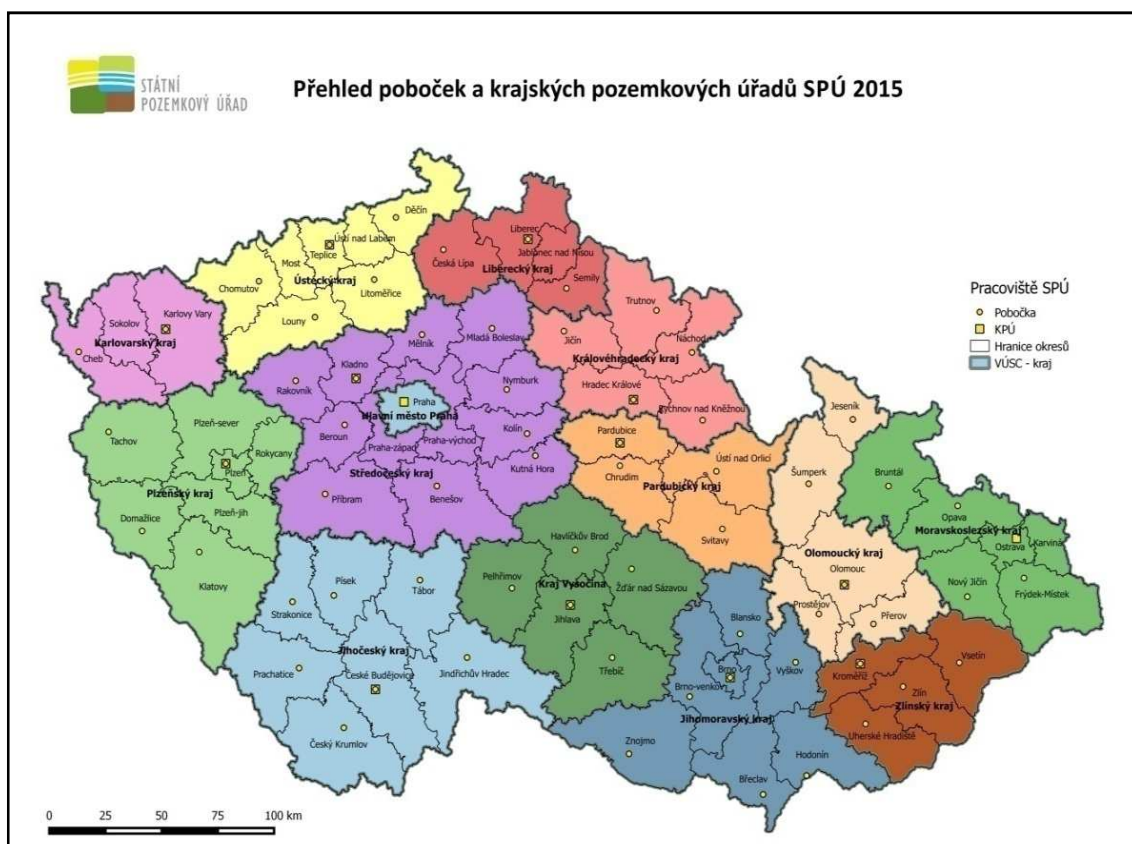 STÁTNÍ
POZEMKOVÝ ÚŘAD
Přehled poboček a krajských pozemkových úřadů SPÚ 2015
Děčín
Ústí nad Labem
Teplice
Most
Chomutov
Ústecký kraj
Litoměřice
Louny
Liberec
Jablonec nad Nisou
Česká Lípa
Liberecký kraj
Semily
Karlovy Vary
Sokolov
Karlovarský kraj
Cheb
Trutnov
Jičín
Náchod
Královéhradecký kraj
Hradec Králové
Rychnov nad Kněžnou
Mělník
Mladá Boleslav
Kladno
Rakovník
Nymburk
Praha
Hlavní město Praha
Beroun
Kolín
Praha-západ
Praha-východ
Středočeský kraj
Kutná Hora
Příbram
Benešov
Tachov
Plzeň-sever
Rokycany
Plzeň
Plzeňský kraj
Plzeň-jih
Domažlice
Klatovy
Pardubice
Chrudim
Ústí nad Orlicí
Pardubický kraj
Svitavy
Jeseník
Šumperk
Olomoucký kraj
Olomouc
Prostějov
Přerov
Bruntál
Opava
Moravskoslezský kraj
Ostrava
Karviná
Nový Jičín
Frýdek-Místek
Havlíčkův Brod
Pelhřimov
Kraj Vysočina
Žďár nad Sázavou
Jihlava
Třebíč
Písek
Tábor
Strakonice
Jihočeský kraj
Prachatice
České Budějovice
Jindřichův Hradec
Český Krumlov
Blansko
Brno
Vyškov
Brno-venkov
Jihomoravský kraj
Znojmo
Hodonín
Břeclav
Kroměříž
Vsetín
Zlín
Zlínský kraj
Uherské Hradiště
Pracoviště SPÚ
Pobočka
KPÚ
Hranice okresů
VÚSC - kraj
0 25 50 75 100 km